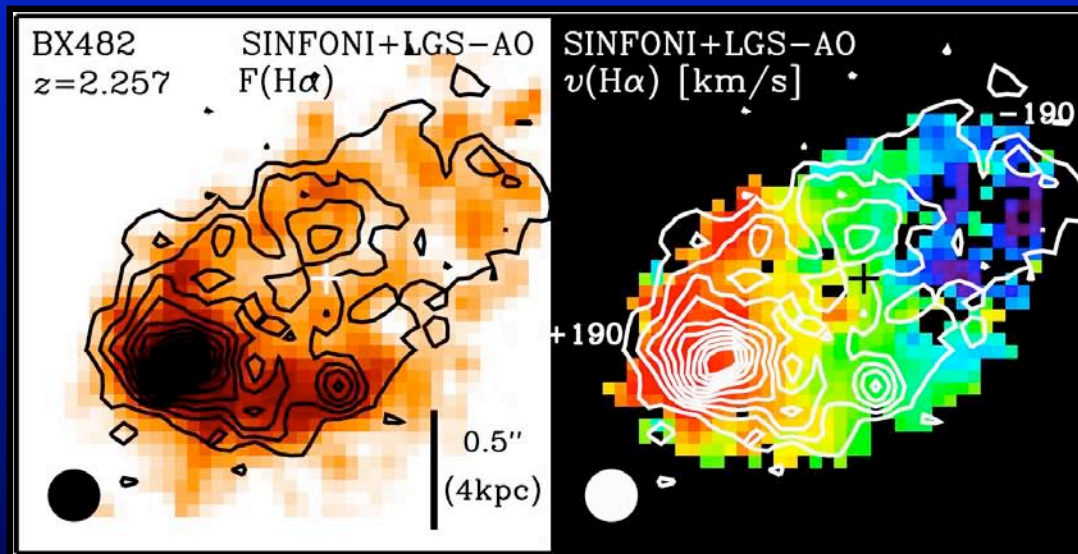 BX482 SINFONI+LGS-AO
z=2.257 F(Hα)
0.5″
(4kpc)
SINFONI+LGS-AO
v(Hα) [km/s]
-190
+190